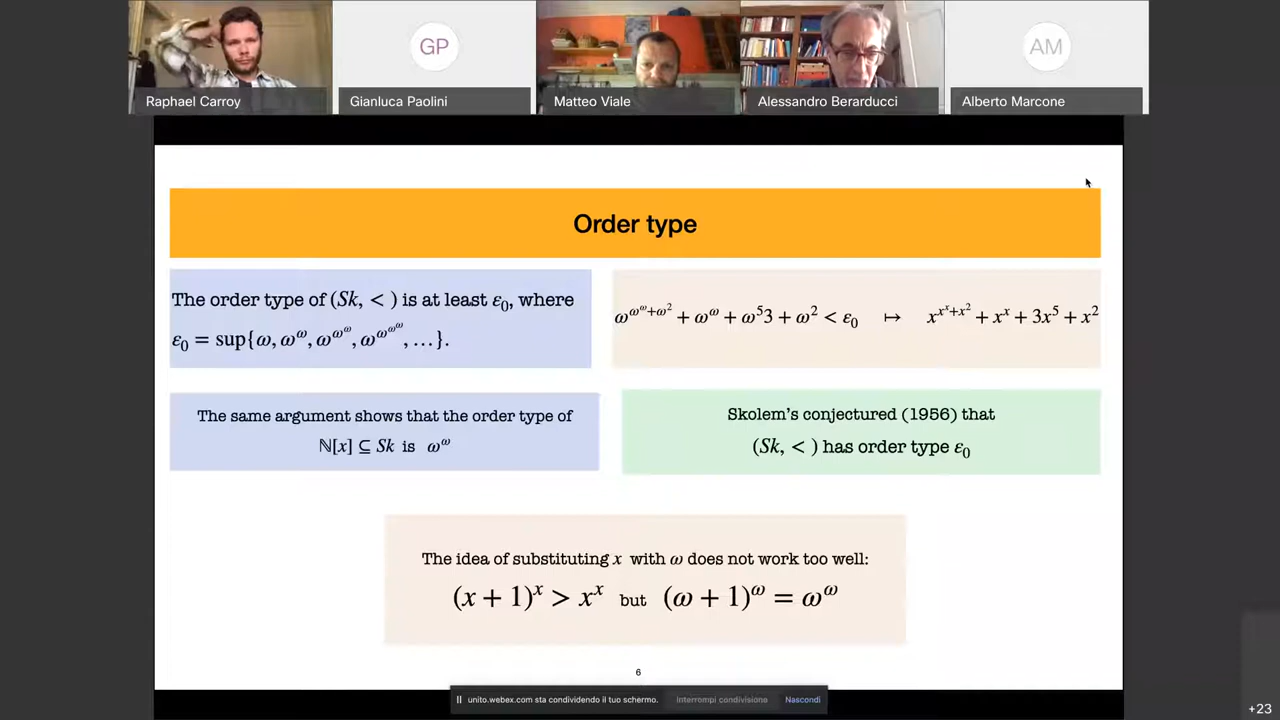 GP
AM
Raphael Carroy
Gianluca Paolini
Matteo Viale
Alessandro Berarducci
Alberto Marcone
Order type
The order type of (Sk, < ) is at least ε₀, where
ε₀ = sup{ω, ω^ω, ω^{ω^ω}, ω^{ω^{ω^ω}}, …}.
ω^{ω^ω+ω²} + ω^ω + ω⁵3 + ω² < ε₀ ↦ x^{x^x+x²} + x^x + 3x⁵ + x²
The same argument shows that the order type of
ℕ[x] ⊆ Sk is ω^ω
Skolem's conjectured (1956) that
(Sk, < ) has order type ε₀
The idea of substituting x with ω does not work too well:
(x + 1)^x > x^x but (ω + 1)^ω = ω^ω
6
unito.webex.com sta condividendo il tuo schermo. Interrompi condivisione Nascondi
+23